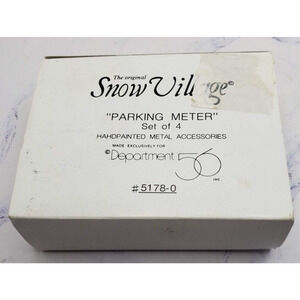 The original
Snow Village®
"PARKING METER"
Set of 4
HAHDPAINTED METAL ACCESSORIES
MADE EXCLUSIVELY FOR
©Department 56 INC
#5178-0